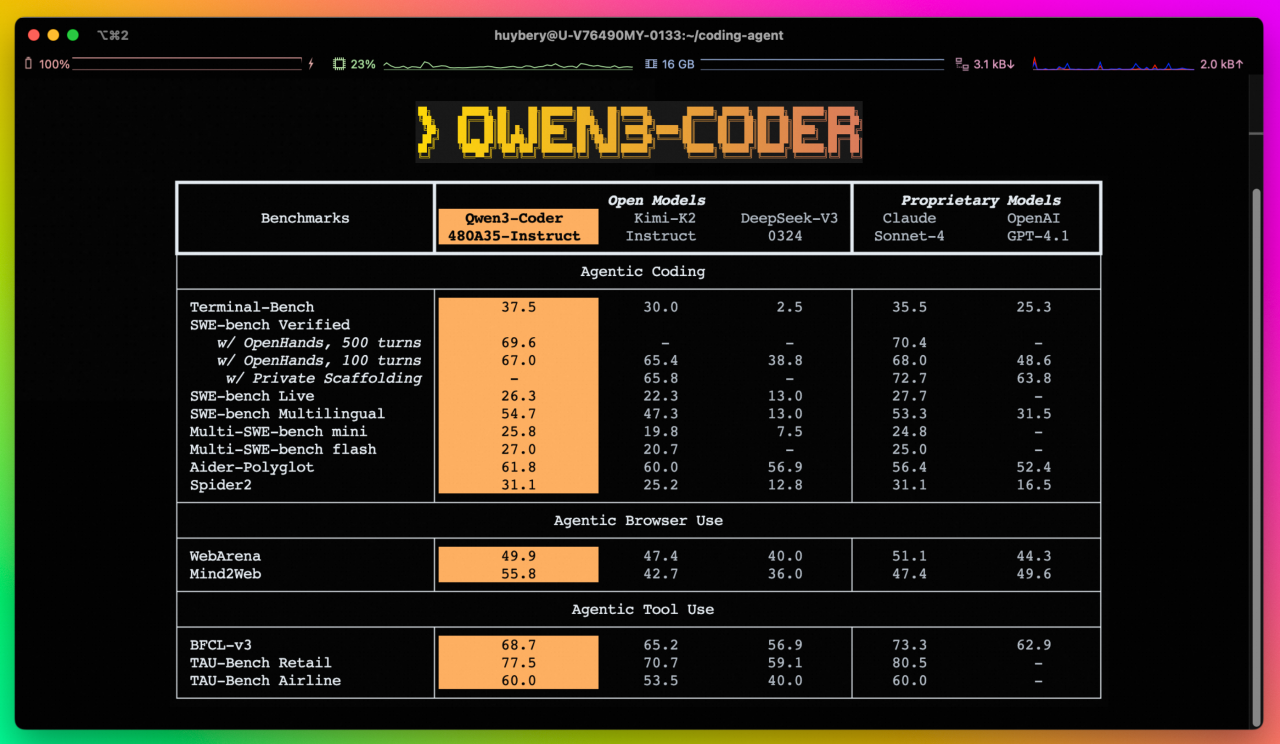 ⌥⌘2 huybery@U-V76490MY-0133:~/coding-agent
100% 23% 16 GB 3.1 kB↓ 2.0 kB↑
❯ QWEN3-CODER
Open Models Proprietary Models
Benchmarks Qwen3-Coder Kimi-K2 DeepSeek-V3 Claude OpenAI
480A35-Instruct Instruct 0324 Sonnet-4 GPT-4.1
Agentic Coding
Terminal-Bench 37.5 30.0 2.5 35.5 25.3
SWE-bench Verified
w/ OpenHands, 500 turns 69.6 – – 70.4 –
w/ OpenHands, 100 turns 67.0 65.4 38.8 68.0 48.6
w/ Private Scaffolding – 65.8 – 72.7 63.8
SWE-bench Live 26.3 22.3 13.0 27.7 –
SWE-bench Multilingual 54.7 47.3 13.0 53.3 31.5
Multi-SWE-bench mini 25.8 19.8 7.5 24.8 –
Multi-SWE-bench flash 27.0 20.7 – 25.0 –
Aider-Polyglot 61.8 60.0 56.9 56.4 52.4
Spider2 31.1 25.2 12.8 31.1 16.5
Agentic Browser Use
WebArena 49.9 47.4 40.0 51.1 44.3
Mind2Web 55.8 42.7 36.0 47.4 49.6
Agentic Tool Use
BFCL-v3 68.7 65.2 56.9 73.3 62.9
TAU-Bench Retail 77.5 70.7 59.1 80.5 –
TAU-Bench Airline 60.0 53.5 40.0 60.0 –